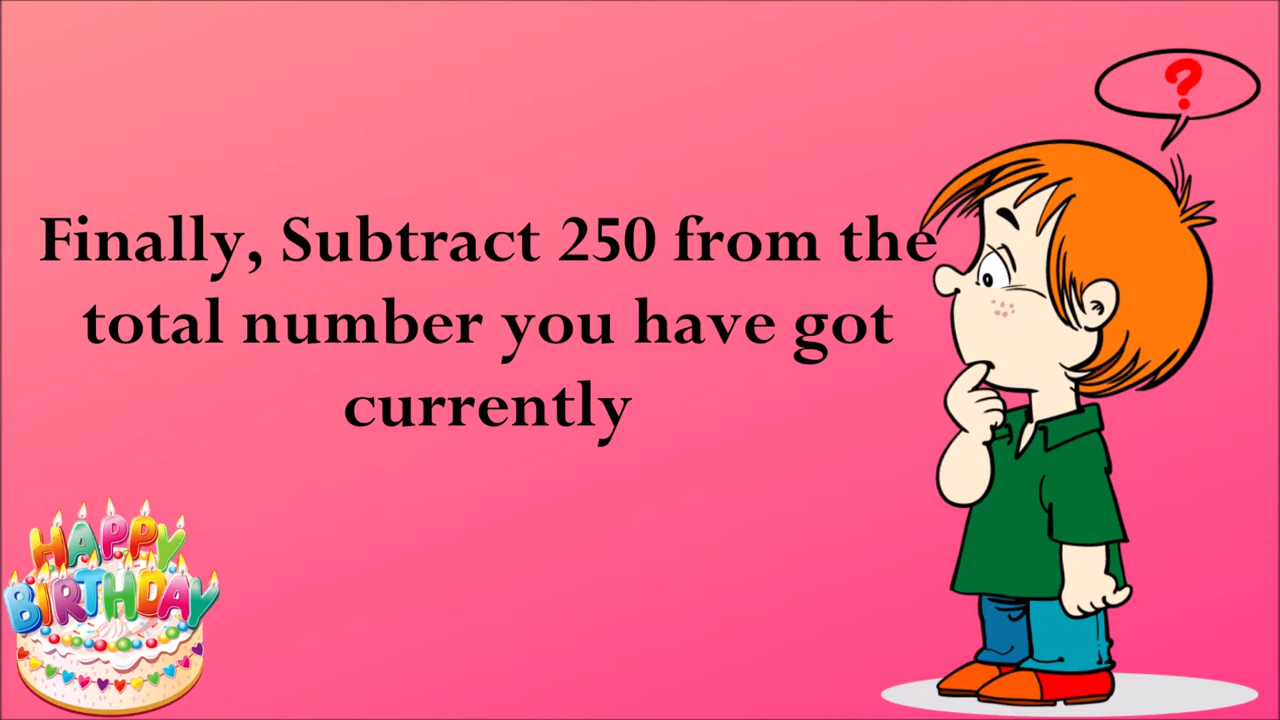 ?
Finally, Subtract 250 from the
total number you have got
currently
HAPPY
BIRTHDAY